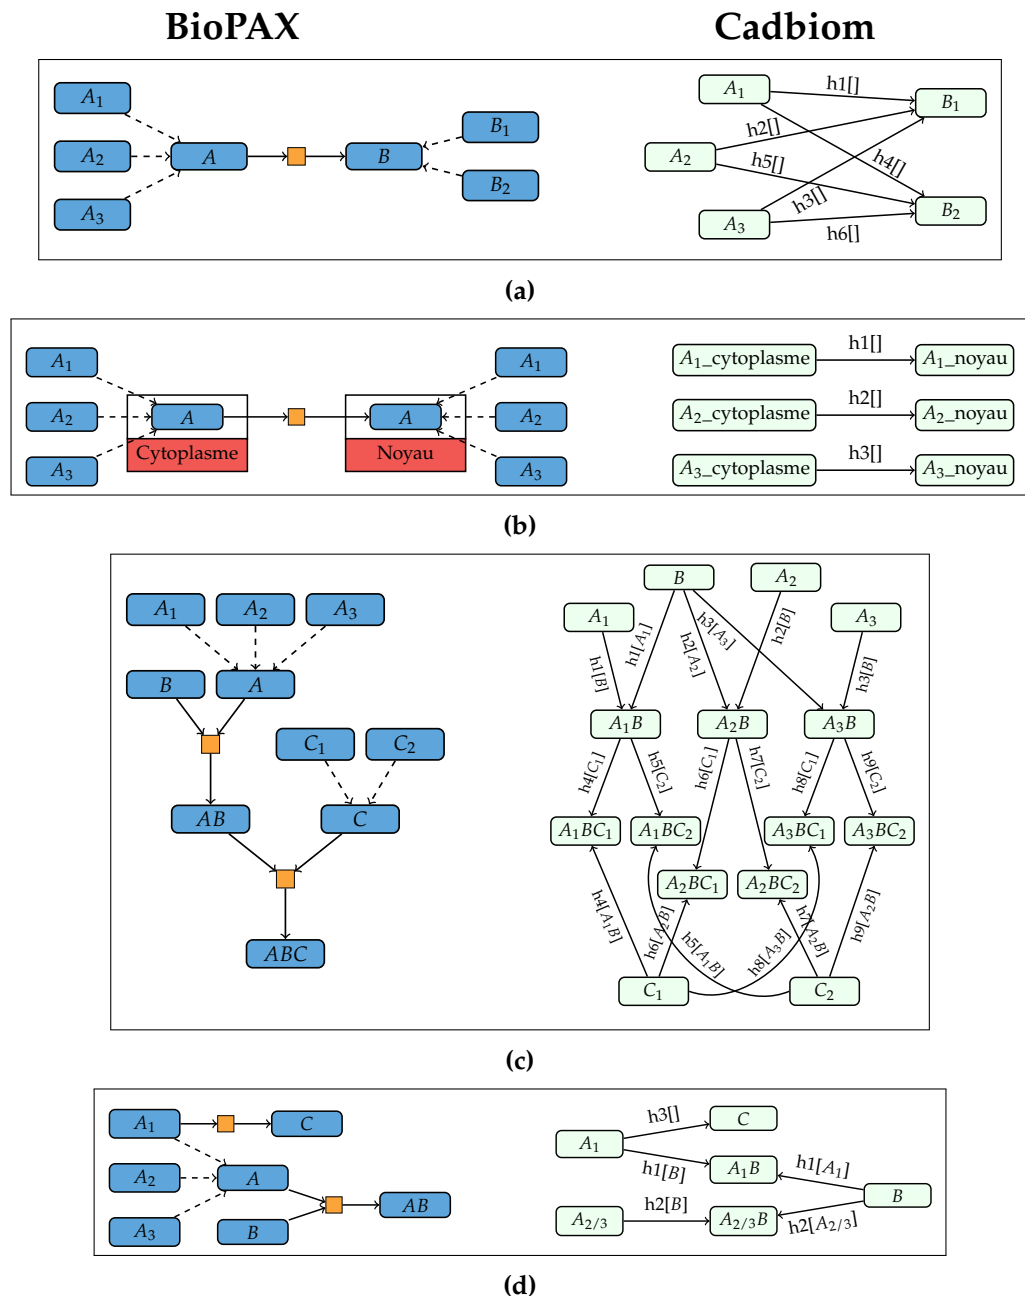 BioPAX Cadbiom
A₁ A₁ h1[] B₁
B₁ h2[]
A₂ A B A₂ h5[] h4[]
B₂ h3[] B₂
A₃ A₃ h6[]
(a)
A₁ A₁ A₁_cytoplasme h1[] A₁_noyau
A₂ A A A₂ A₂_cytoplasme h2[] A₂_noyau
Cytoplasme Noyau
A₃ A₃ A₃_cytoplasme h3[] A₃_noyau
(b)
B A₂
A₁ A₂ A₃ A₁ A₃
h1[B] h1[A₁] h2[A₂] h3[A₃] h2[B] h3[B]
B A
A₁B A₂B A₃B
C₁ C₂
h4[C₁] h5[C₂] h6[C₁] h7[C₂] h8[C₁] h9[C₂]
AB C
A₁BC₁ A₁BC₂ A₃BC₁ A₃BC₂
A₂BC₁ A₂BC₂
h4[A₁B] h6[A₂B] h5[A₁B] h8[A₃B] h7[A₂B] h9[A₂B]
ABC
C₁ C₂
(c)
A₁ C h3[] C
A₁
A₂ A h1[B] A₁B h1[A₁]
AB B
A₃ B A₂/₃ h2[B] A₂/₃B h2[A₂/₃]
(d)